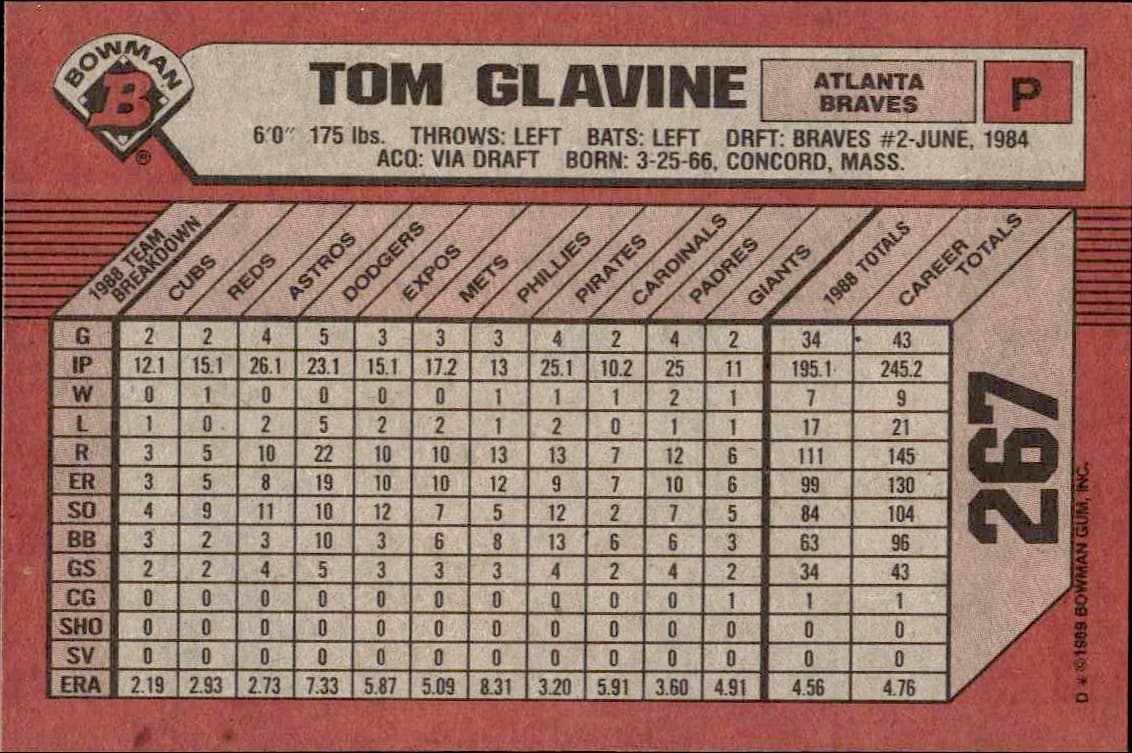 BOWMAN
B
®
TOM GLAVINE
ATLANTA
BRAVES
P
6'0" 175 lbs. THROWS: LEFT BATS: LEFT DRFT: BRAVES #2-JUNE, 1984
ACQ: VIA DRAFT BORN: 3-25-66, CONCORD, MASS.
1988 TEAM
BREAKDOWN
CUBS
REDS
ASTROS
DODGERS
EXPOS
METS
PHILLIES
PIRATES
CARDINALS
PADRES
GIANTS
1988 TOTALS
CAREER
TOTALS
G 2 2 4 5 3 3 3 4 2 4 2 34 43
IP 12.1 15.1 26.1 23.1 15.1 17.2 13 25.1 10.2 25 11 195.1 245.2
W 0 1 0 0 0 0 1 1 1 2 1 7 9
L 1 0 2 5 2 2 1 2 0 1 1 17 21
R 3 5 10 22 10 10 13 13 7 12 6 111 145
ER 3 5 8 19 10 10 12 9 7 10 6 99 130
SO 4 9 11 10 12 7 5 12 2 7 5 84 104
BB 3 2 3 10 3 6 8 13 6 6 3 63 96
GS 2 2 4 5 3 3 3 4 2 4 2 34 43
CG 0 0 0 0 0 0 0 0 0 0 1 1 1
SHO 0 0 0 0 0 0 0 0 0 0 0 0 0
SV 0 0 0 0 0 0 0 0 0 0 0 0 0
ERA 2.19 2.93 2.73 7.33 5.87 5.09 8.31 3.20 5.91 3.60 4.91 4.56 4.76
267
D * © 1989 BOWMAN GUM, INC.